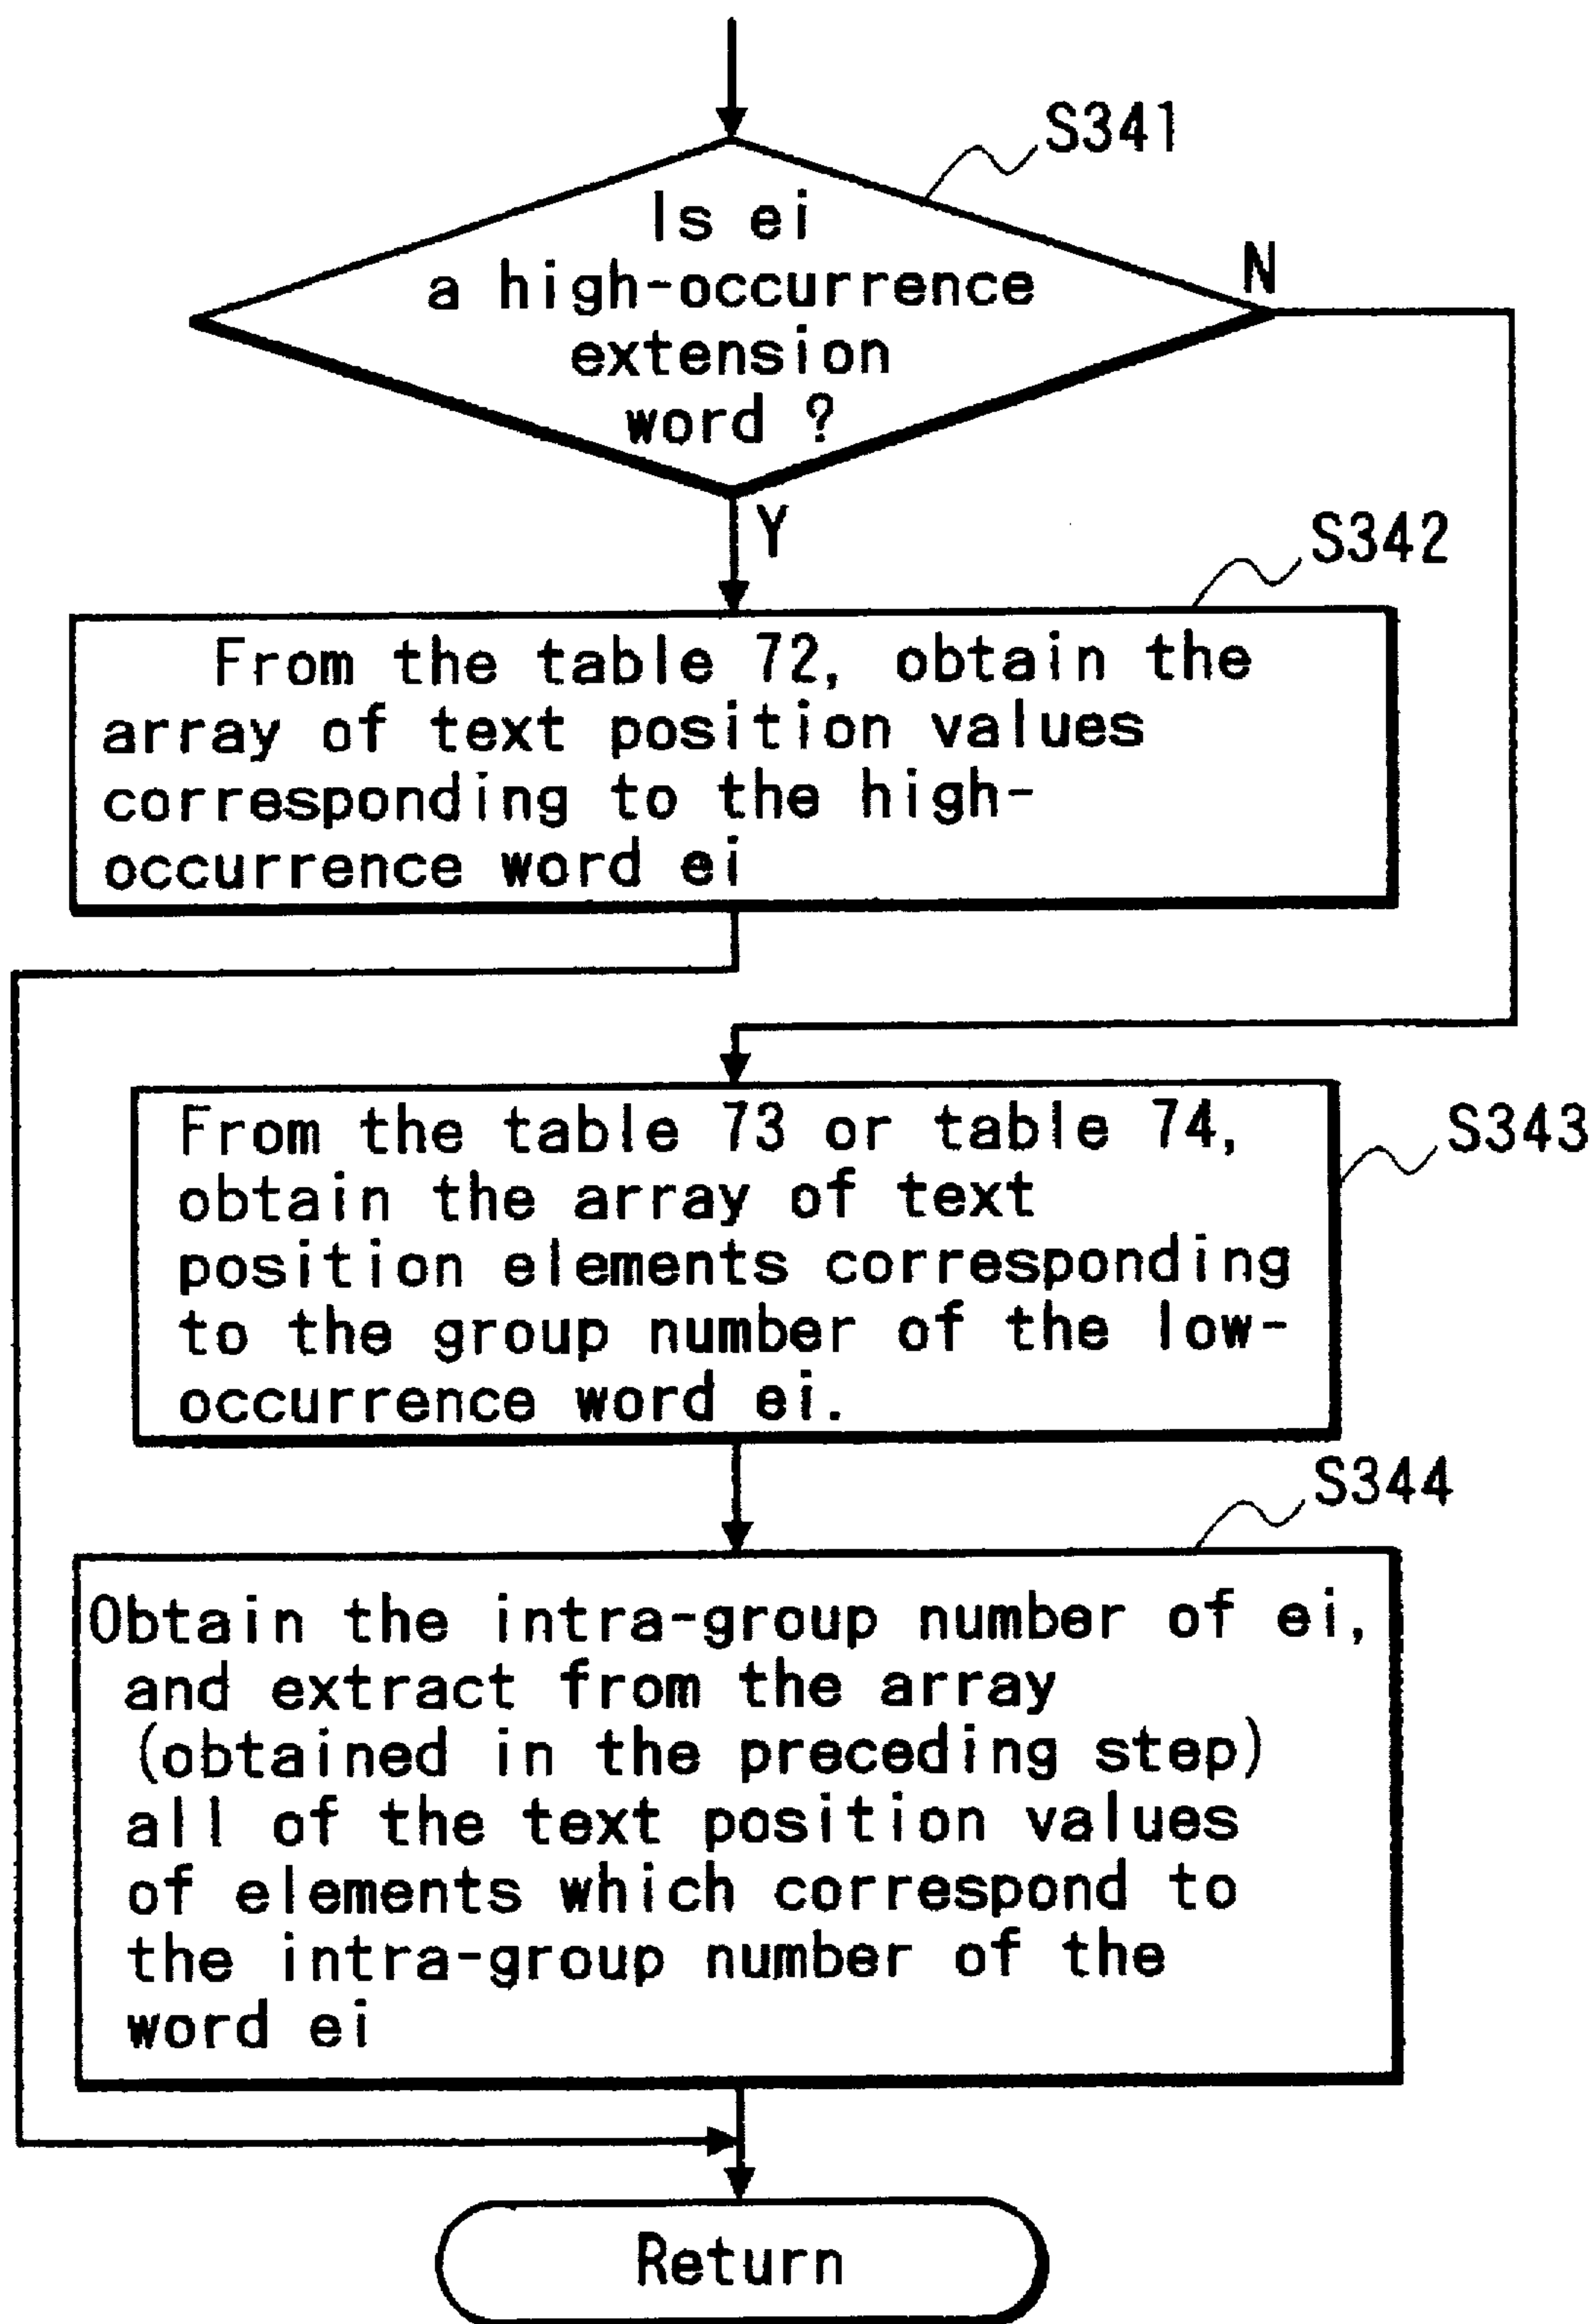 S341
Is ei
a high-occurrence
extension
word ?
N
Y
S342
From the table 72, obtain the
array of text position values
corresponding to the high-
occurrence word ei
From the table 73 or table 74,
obtain the array of text
position elements corresponding
to the group number of the low-
occurrence word ei.
S343
S344
Obtain the intra-group number of ei,
and extract from the array
(obtained in the preceding step)
all of the text position values
of elements which correspond to
the intra-group number of the
word ei
Return